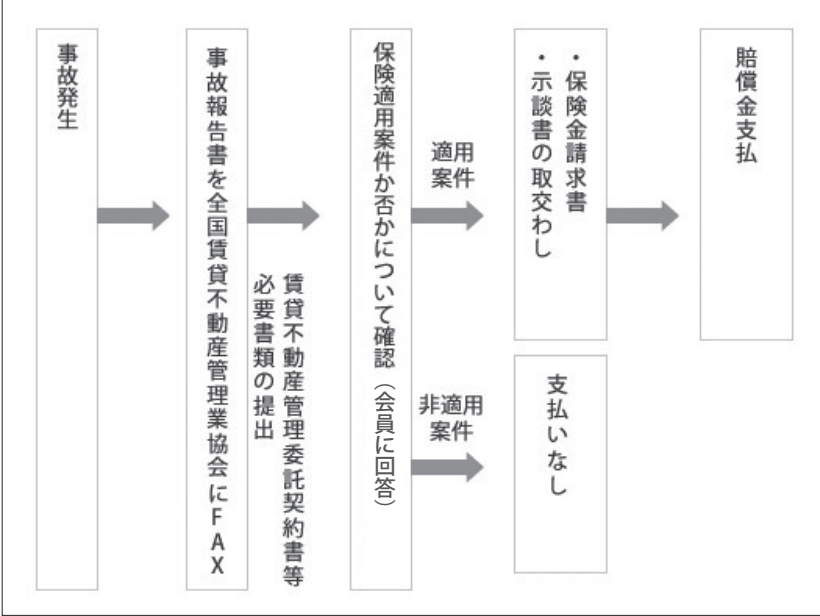 事故発生
事故報告書を全国賃貸不動産管理業協会にFAX
賃貸不動産管理委託契約書等
必要書類の提出
保険適用案件か否かについて確認(会員に回答)
適用
案件
・保険金請求書
・示談書の取交わし
賠償金支払
非適用
案件
支払いなし